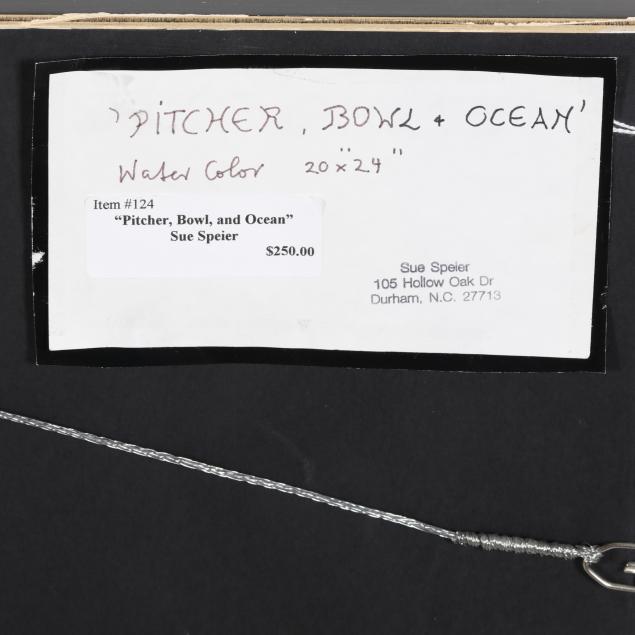 'PITCHER, BOWL + OCEAN'
Water Color 20" x 24"
Item #124
"Pitcher, Bowl, and Ocean"
Sue Speier
$250.00
Sue Speier
105 Hollow Oak Dr
Durham, N.C. 27713